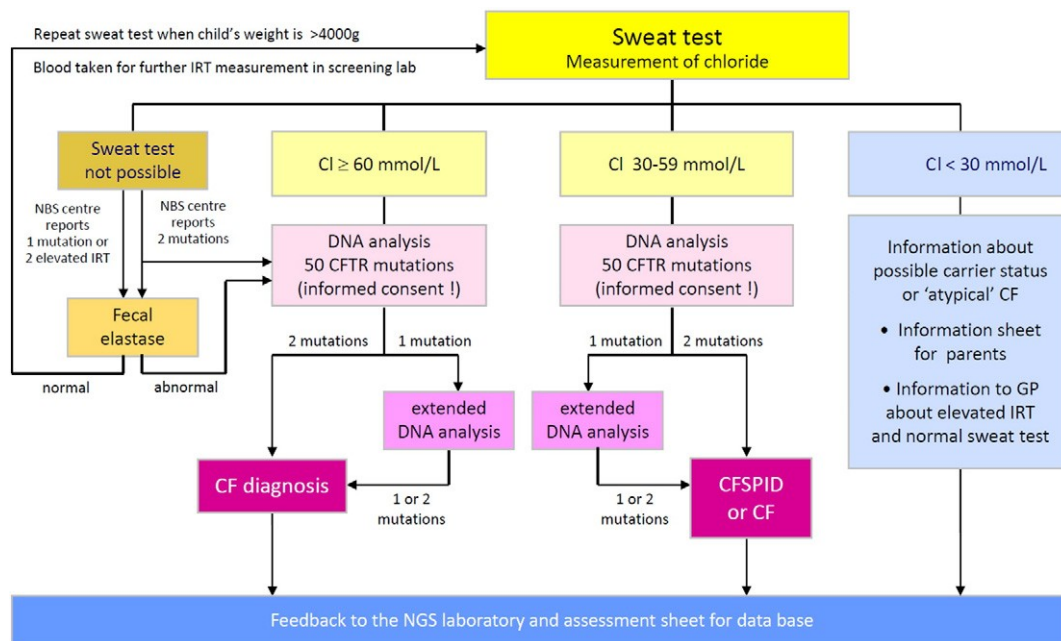 Repeat sweat test when child's weight is >4000g
Blood taken for further IRT measurement in screening lab
Sweat test
Measurement of chloride
Sweat test
not possible
Cl ≥ 60 mmol/L
Cl 30-59 mmol/L
Cl < 30 mmol/L
NBS centre
reports
1 mutation or
2 elevated IRT
NBS centre
reports
2 mutations
DNA analysis
50 CFTR mutations
(informed consent !)
DNA analysis
50 CFTR mutations
(informed consent !)
Information about
possible carrier status
or 'atypical' CF
• Information sheet
for parents
• Information to GP
about elevated IRT
and normal sweat test
Fecal
elastase
normal
abnormal
2 mutations
1 mutation
1 mutation
2 mutations
extended
DNA analysis
extended
DNA analysis
CF diagnosis
1 or 2
mutations
1 or 2
mutations
CFSPID
or CF
Feedback to the NGS laboratory and assessment sheet for data base